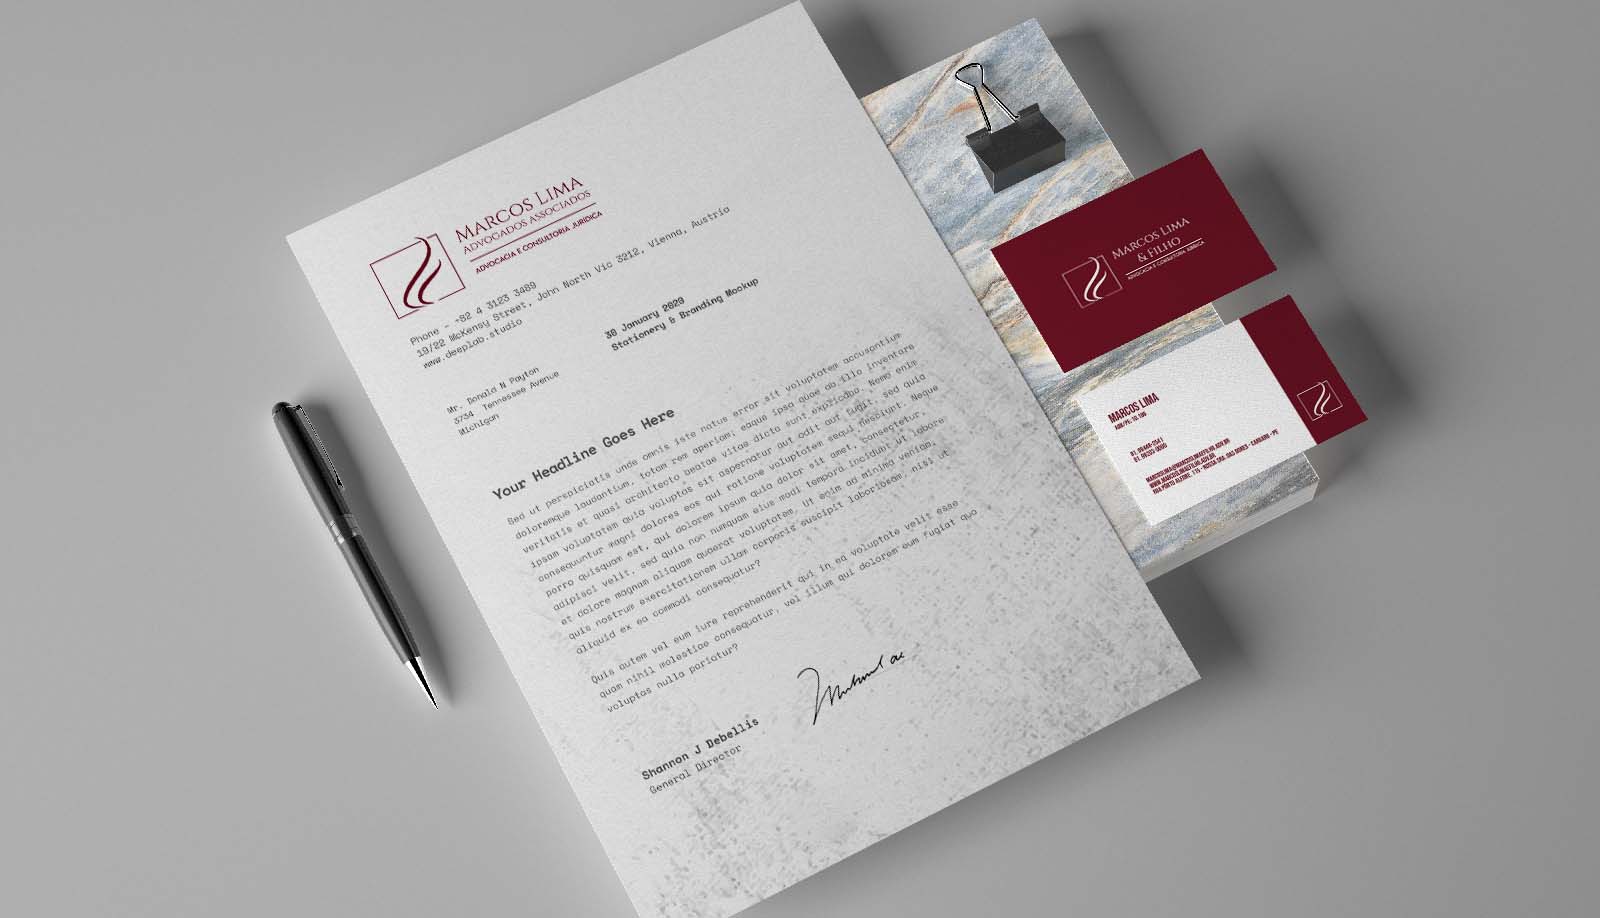 MARCOS LIMA
ADVOGADOS ASSOCIADOS
ADVOCACIA E CONSULTORIA JURÍDICA
Phone - +82 4 3123 3489
19/22 McKensy Street, John North Vic 3212, Vienna, Austria
www.deeplab.studio
30 January 2020
Stationery & Branding Mockup
Mr. Donald N Payton
3734 Tennessee Avenue
Michigan
Your Headline Goes Here
Sed ut perspiciatis unde omnis iste natus error sit voluptatem accusantium
doloremque laudantium, totam rem aperiam, eaque ipsa quae ab illo inventare
veritatis et quasi architecto beatae vitae dicta sunt explicabo. Nemo enim
ipsam voluptatem quia voluptas sit aspernatur aut odit aut fugit, sed quia
consequuntur magni dolores eos qui ratione voluptatem sequi nesciunt. Neque
porro quisquam est, qui dolorem ipsum quia dolor sit amet, consectetur,
adipisci velit, sed quia non numquam eius modi tempora incidunt ut labore
et dolore magnam aliquam quaerat voluptatem. Ut enim ad minima veniam,
quis nostrum exercitationem ullam corporis suscipit laboriosam, nisi ut
aliquid ex ea commodi consequatur?
Quis autem vel eum iure reprehenderit qui in ea voluptate velit esse
quam nihil molestiae consequatur, vel illum qui dolorem eum fugiat quo
voluptas nulla pariatur?
Shannon J Debellis
General Director
MARCOS LIMA
& FILHO
ADVOCACIA E CONSULTORIA JURÍDICA
MARCOS LIMA